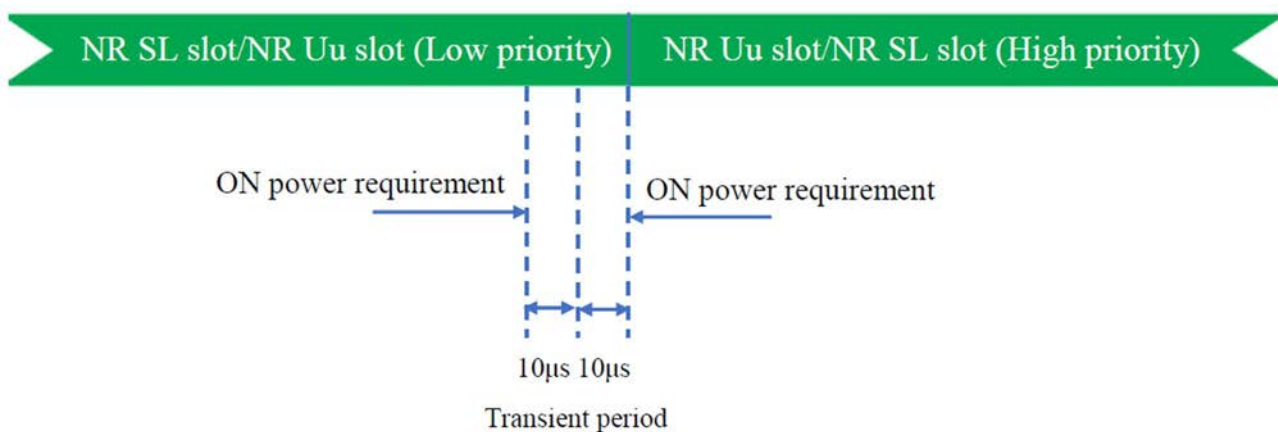 NR SL slot/NR Uu slot (Low priority)
NR Uu slot/NR SL slot (High priority)
ON power requirement
ON power requirement
10μs 10μs
Transient period